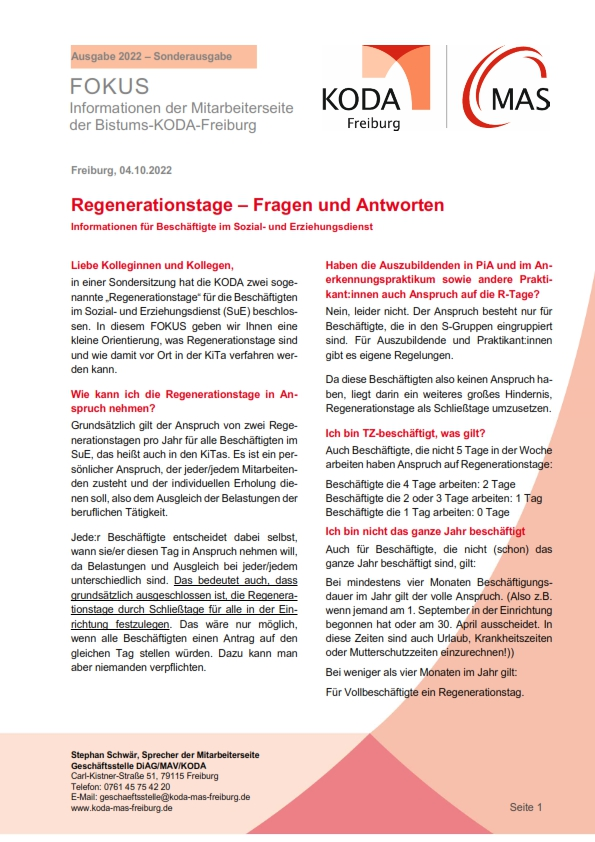 Ausgabe 2022 – Sonderausgabe
FOKUS
Informationen der Mitarbeiterseite
der Bistums-KODA-Freiburg
KODA
Freiburg
MAS
Freiburg, 04.10.2022
Regenerationstage – Fragen und Antworten
Informationen für Beschäftigte im Sozial- und Erziehungsdienst
Liebe Kolleginnen und Kollegen,
in einer Sondersitzung hat die KODA zwei soge-
nannte „Regenerationstage“ für die Beschäftigten
im Sozial- und Erziehungsdienst (SuE) beschlos-
sen. In diesem FOKUS geben wir Ihnen eine
kleine Orientierung, was Regenerationstage sind
und wie damit vor Ort in der KiTa verfahren wer-
den kann.
Wie kann ich die Regenerationstage in An-
spruch nehmen?
Grundsätzlich gilt der Anspruch von zwei Rege-
nerationstagen pro Jahr für alle Beschäftigten im
SuE, das heißt auch in den KiTas. Es ist ein per-
sönlicher Anspruch, der jeder/jedem Mitarbeiten-
den zusteht und der individuellen Erholung die-
nen soll, also dem Ausgleich der Belastungen der
beruflichen Tätigkeit.
Jede:r Beschäftigte entscheidet dabei selbst,
wann sie/er diesen Tag in Anspruch nehmen will,
da Belastungen und Ausgleich bei jeder/jedem
unterschiedlich sind. Das bedeutet auch, dass
grundsätzlich ausgeschlossen ist, die Regenera-
tionstage durch Schließtage für alle in der Ein-
richtung festzulegen. Das wäre nur möglich,
wenn alle Beschäftigten einen Antrag auf den
gleichen Tag stellen würden. Dazu kann man
aber niemanden verpflichten.
Haben die Auszubildenden in PiA und im An-
erkennungspraktikum sowie andere Prakti-
kant:innen auch Anspruch auf die R-Tage?
Nein, leider nicht. Der Anspruch besteht nur für
Beschäftigte, die in den S-Gruppen eingruppiert
sind. Für Auszubildende und Praktikant:innen
gibt es eigene Regelungen.
Da diese Beschäftigten also keinen Anspruch ha-
ben, liegt darin ein weiteres großes Hindernis,
Regenerationstage als Schließtage umzusetzen.
Ich bin TZ-beschäftigt, was gilt?
Auch Beschäftigte, die nicht 5 Tage in der Woche
arbeiten haben Anspruch auf Regenerationstage:
Beschäftigte die 4 Tage arbeiten: 2 Tage
Beschäftigte die 2 oder 3 Tage arbeiten: 1 Tag
Beschäftigte die 1 Tag arbeiten: 0 Tage
Ich bin nicht das ganze Jahr beschäftigt
Auch für Beschäftigte, die nicht (schon) das
ganze Jahr beschäftigt sind, gilt:
Bei mindestens vier Monaten Beschäftigungs-
dauer im Jahr gilt der volle Anspruch. (Also z.B.
wenn jemand am 1. September in der Einrichtung
begonnen hat oder am 30. April ausscheidet. In
diese Zeiten sind auch Urlaub, Krankheitszeiten
oder Mutterschutzzeiten einzurechnen!))
Bei weniger als vier Monaten im Jahr gilt:
Für Vollbeschäftigte ein Regenerationstag.
Stephan Schwär, Sprecher der Mitarbeiterseite
Geschäftsstelle DiAG/MAV/KODA
Carl-Kistner-Straße 51, 79115 Freiburg
Telefon: 0761 45 75 42 20
E-Mail: geschaeftsstelle@koda-mas-freiburg.de
www.koda-mas-freiburg.de
Seite 1